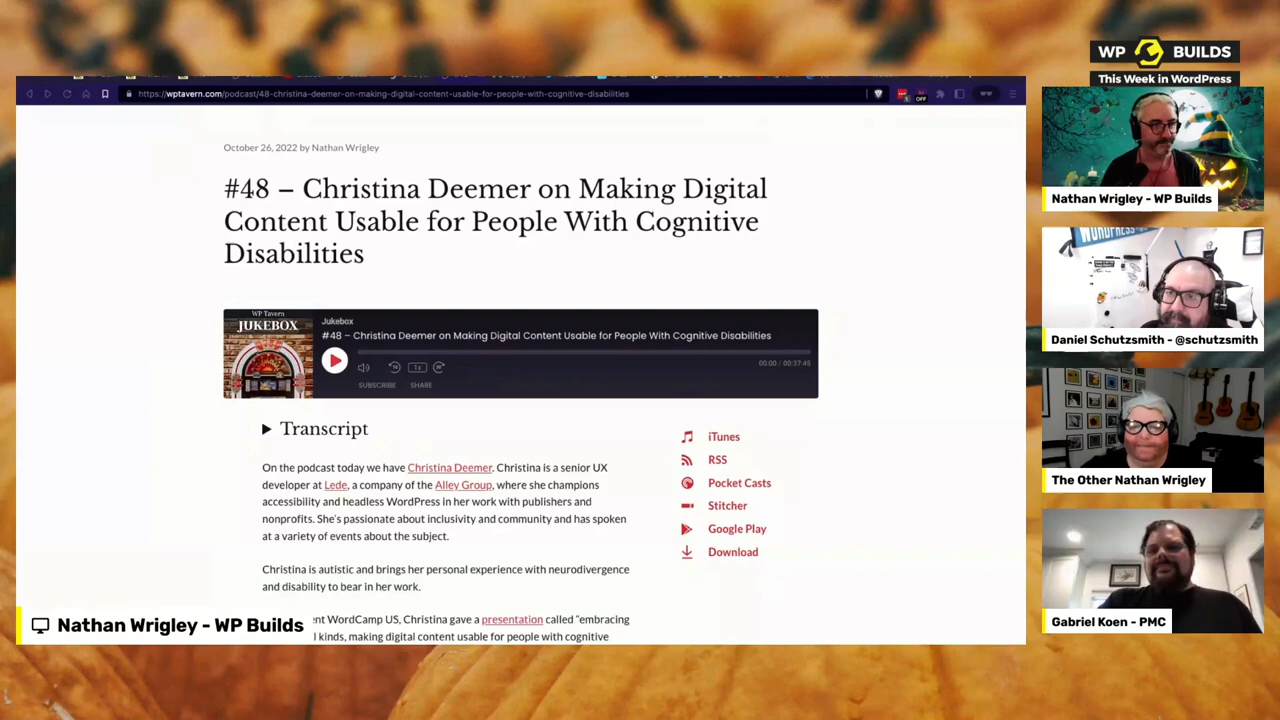 WP BUILDS
This Week in WordPress
https://wptavern.com/podcast/48-christina-deemer-on-making-digital-content-usable-for-people-with-cognitive-disabilities
OFF
October 26, 2022 by Nathan Wrigley
#48 – Christina Deemer on Making Digital
Content Usable for People With Cognitive
Disabilities
WP Tavern
JUKEBOX
Jukebox
#48 – Christina Deemer on Making Digital Content Usable for People With Cognitive Disabilities
1x
00:00 / 00:37:45
SUBSCRIBE
SHARE
Transcript
On the podcast today we have Christina Deemer. Christina is a senior UX
developer at Lede, a company of the Alley Group, where she champions
accessibility and headless WordPress in her work with publishers and
nonprofits. She's passionate about inclusivity and community and has spoken
at a variety of events about the subject.
Christina is autistic and brings her personal experience with neurodivergence
and disability to bear in her work.
nt WordCamp US, Christina gave a presentation called “embracing
l kinds, making digital content usable for people with cognitive
iTunes
RSS
Pocket Casts
Stitcher
Google Play
Download
Nathan Wrigley - WP Builds
Nathan Wrigley - WP Builds
Daniel Schutzsmith - @schutzsmith
The Other Nathan Wrigley
Gabriel Koen - PMC